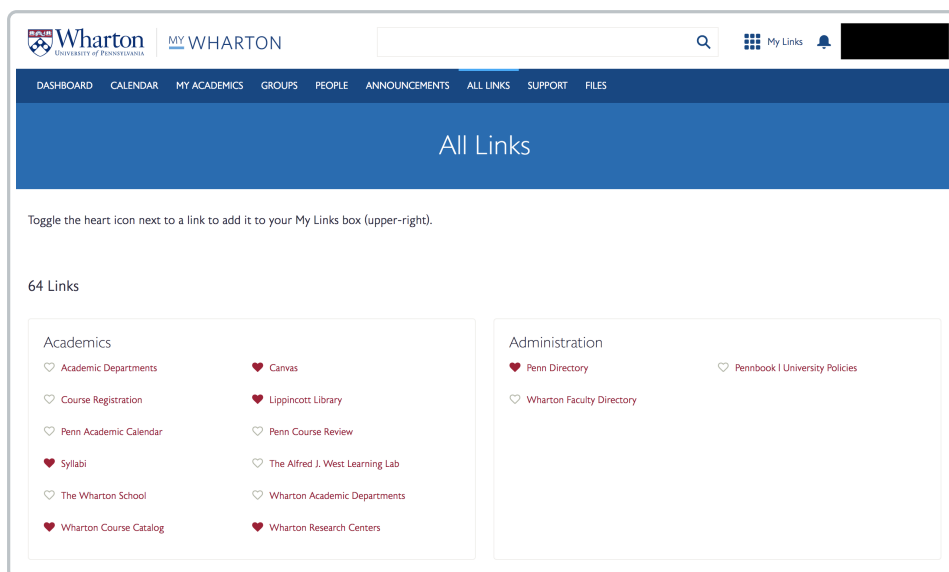 Wharton
UNIVERSITY of PENNSYLVANIA
MY WHARTON
My Links
DASHBOARD CALENDAR MY ACADEMICS GROUPS PEOPLE ANNOUNCEMENTS ALL LINKS SUPPORT FILES
All Links
Toggle the heart icon next to a link to add it to your My Links box (upper-right).
64 Links
Academics
Academic Departments Canvas
Course Registration Lippincott Library
Penn Academic Calendar Penn Course Review
Syllabi The Alfred J. West Learning Lab
The Wharton School Wharton Academic Departments
Wharton Course Catalog Wharton Research Centers
Administration
Penn Directory Pennbook | University Policies
Wharton Faculty Directory